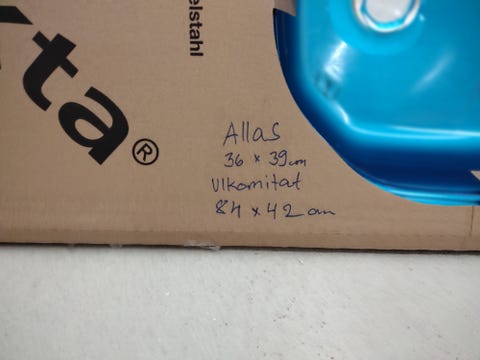 elstahl
ta®
Allas
36 x 39 cm
Ulkomitat
84 x 42 cm